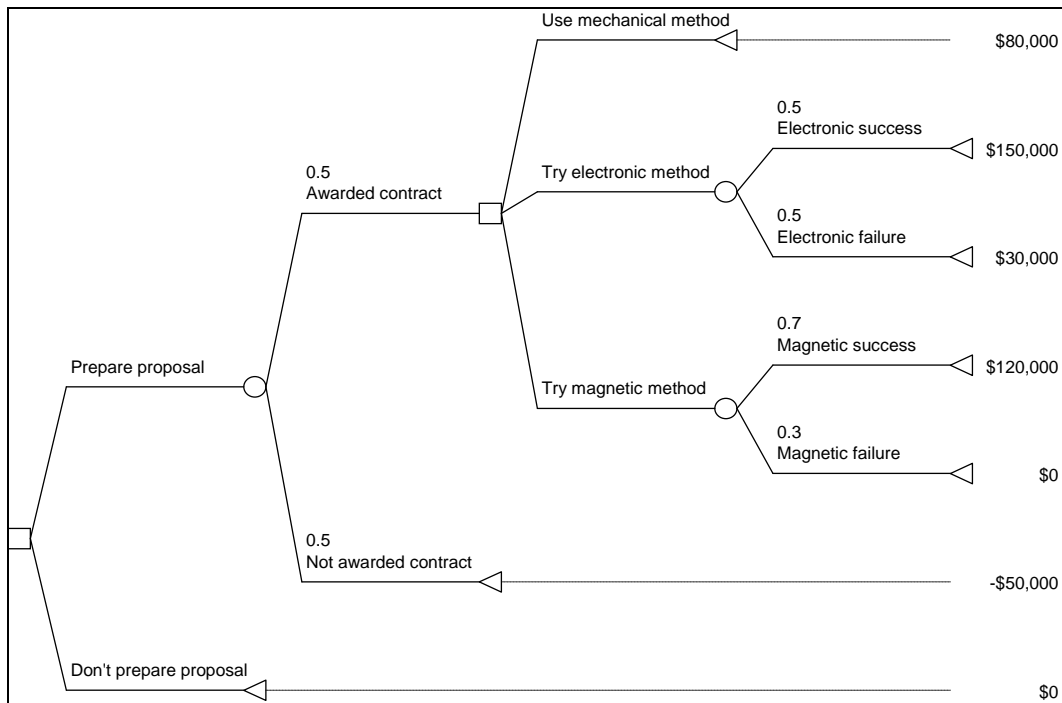 Use mechanical method
$80,000
0.5
Electronic success
$150,000
0.5
Awarded contract
Try electronic method
0.5
Electronic failure
$30,000
0.7
Magnetic success
$120,000
Prepare proposal
Try magnetic method
0.3
Magnetic failure
$0
0.5
Not awarded contract
-$50,000
Don't prepare proposal
$0